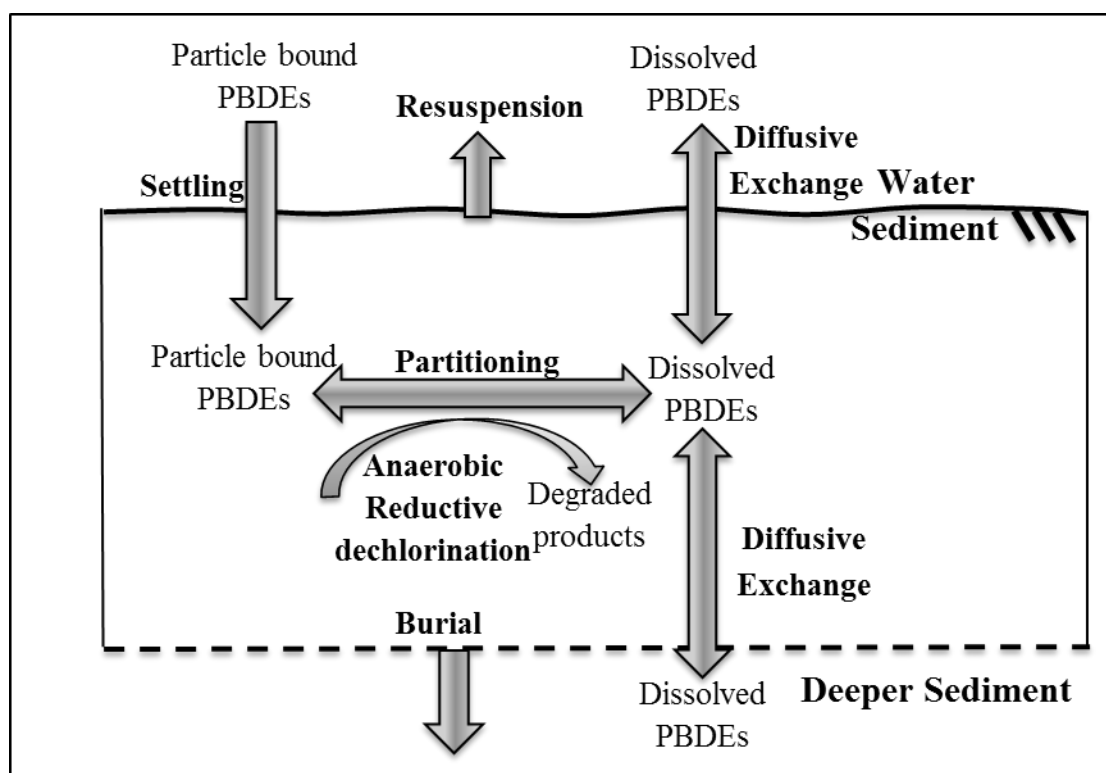 Particle bound
PBDEs
Dissolved
PBDEs
Resuspension
Diffusive
Exchange
Settling
Water
Sediment
Particle bound
PBDEs
Partitioning
Dissolved
PBDEs
Anaerobic
Reductive
dechlorination
Degraded
products
Diffusive
Exchange
Burial
Dissolved
PBDEs
Deeper Sediment